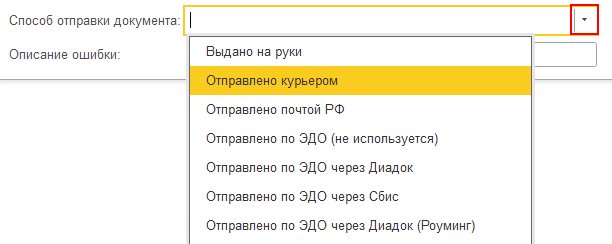 Способ отправки документа:
Выдано на руки
Описание ошибки:
Отправлено курьером
Отправлено почтой РФ
Отправлено по ЭДО (не используется)
Отправлено по ЭДО через Диадок
Отправлено по ЭДО через Сбис
Отправлено по ЭДО через Диадок (Роуминг)